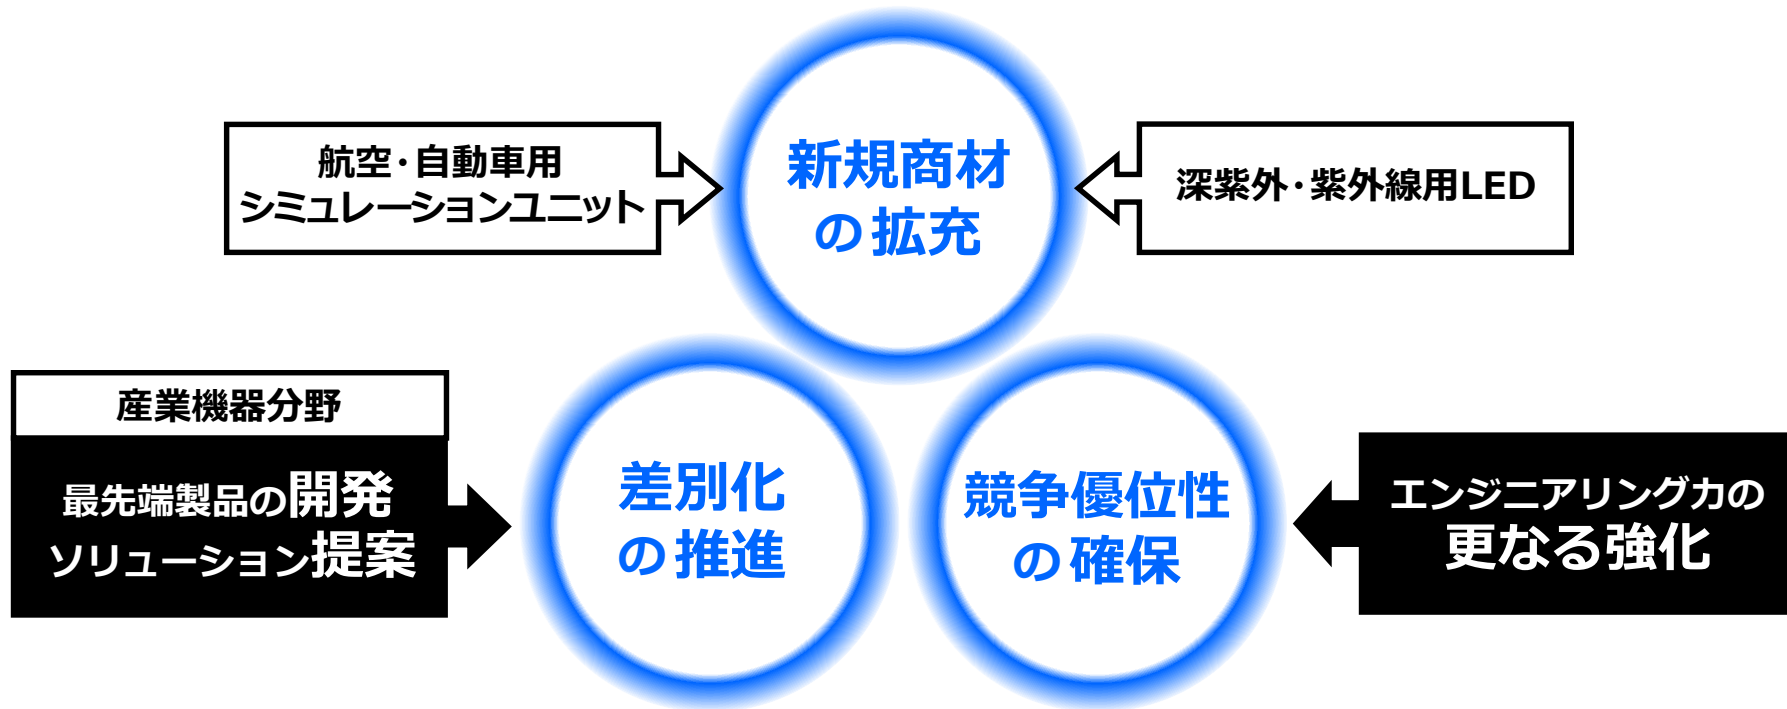 新規商材
の拡充
航空・自動車用
シミュレーションユニット
深紫外・紫外線用LED
産業機器分野
最先端製品の開発
ソリューション提案
差別化
の推進
競争優位性
の確保
エンジニアリング力の
更なる強化